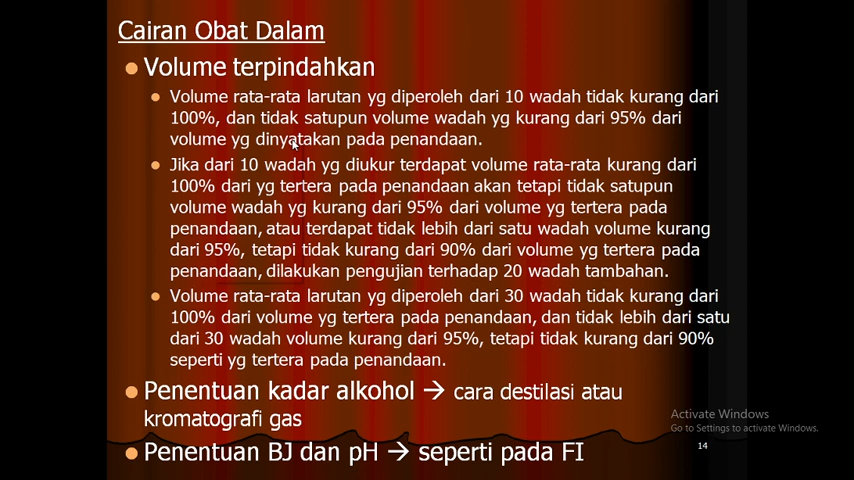 Cairan Obat Dalam
Volume terpindahkan
Volume rata-rata larutan yg diperoleh dari 10 wadah tidak kurang dari
100%, dan tidak satupun volume wadah yg kurang dari 95% dari
volume yg dinyatakan pada penandaan.
Jika dari 10 wadah yg diukur terdapat volume rata-rata kurang dari
100% dari yg tertera pada penandaan akan tetapi tidak satupun
volume wadah yg kurang dari 95% dari volume yg tertera pada
penandaan, atau terdapat tidak lebih dari satu wadah volume kurang
dari 95%, tetapi tidak kurang dari 90% dari volume yg tertera pada
penandaan, dilakukan pengujian terhadap 20 wadah tambahan.
Volume rata-rata larutan yg diperoleh dari 30 wadah tidak kurang dari
100% dari volume yg tertera pada penandaan, dan tidak lebih dari satu
dari 30 wadah volume kurang dari 95%, tetapi tidak kurang dari 90%
seperti yg tertera pada penandaan.
Penentuan kadar alkohol → cara destilasi atau
kromatografi gas
Penentuan BJ dan pH → seperti pada FI
Activate Windows
Go to Settings to activate Windows.
14